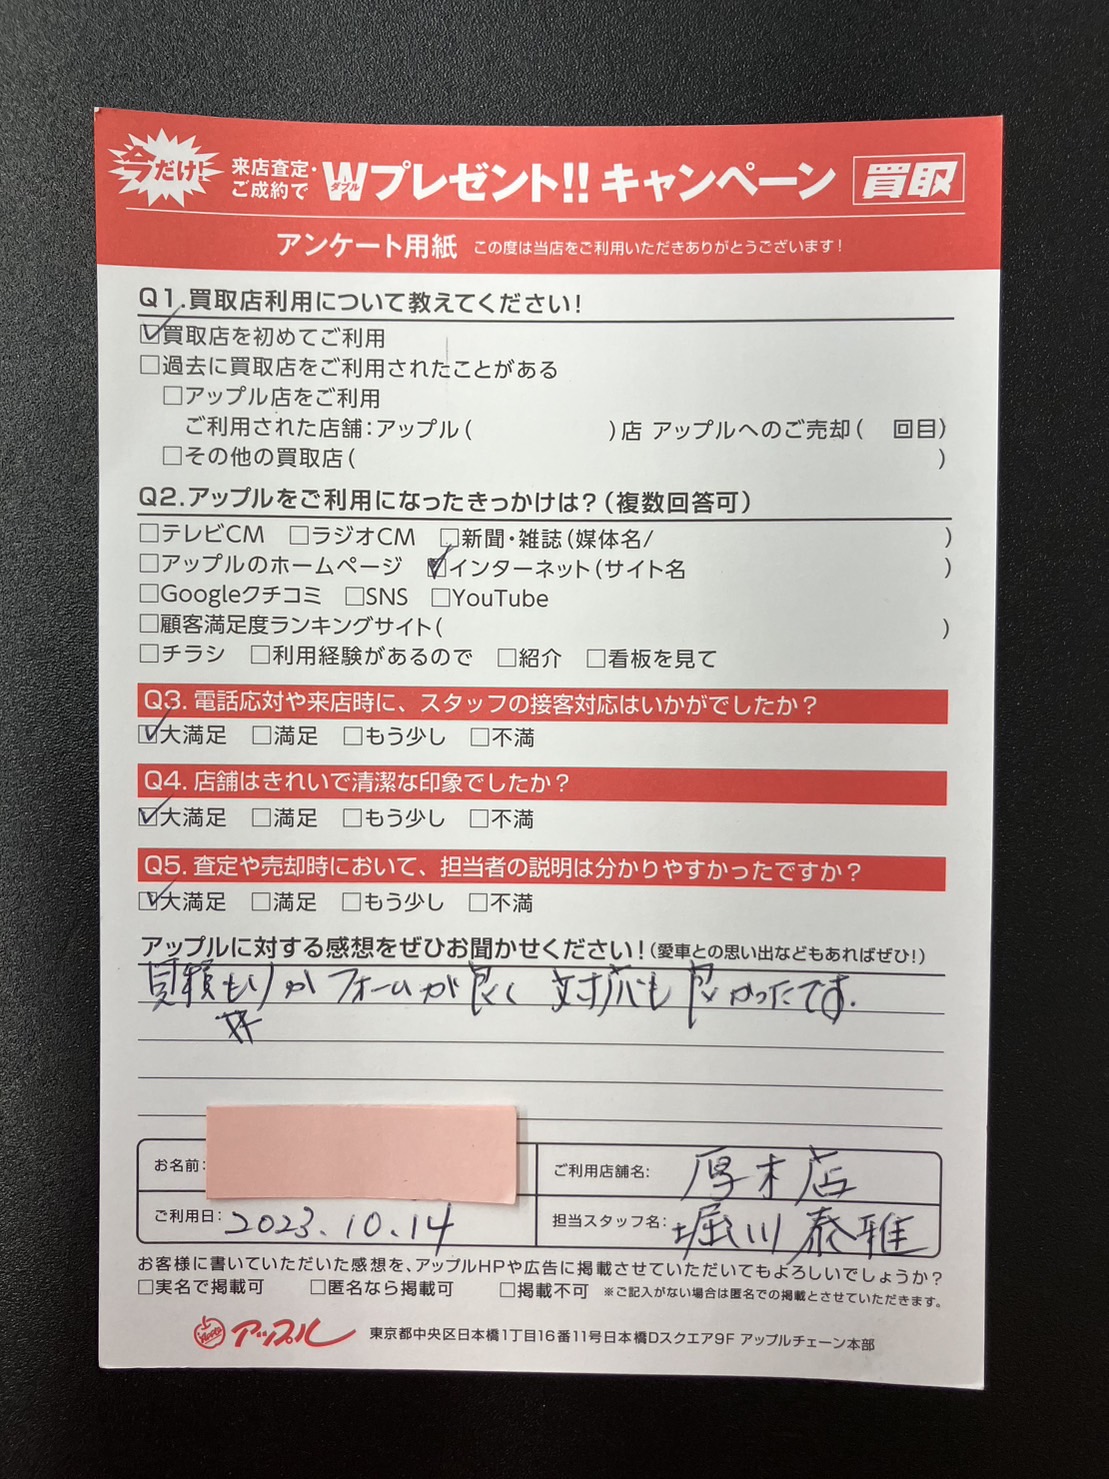 今だけ!
来店査定・ご成約で Wダブルプレゼント!! キャンペーン 買取
アンケート用紙 この度は当店をご利用いただきありがとうございます!
Q1.買取店利用について教えてください!
☑買取店を初めてご利用
□過去に買取店をご利用されたことがある
□アップル店をご利用
ご利用された店舗:アップル( )店 アップルへのご売却( 回目)
□その他の買取店( )
Q2.アップルをご利用になったきっかけは?(複数回答可)
□テレビCM □ラジオCM □新聞・雑誌(媒体名/ )
□アップルのホームページ ☑インターネット(サイト名 )
□Googleクチコミ □SNS □YouTube
□顧客満足度ランキングサイト( )
□チラシ □利用経験があるので □紹介 □看板を見て
Q3. 電話応対や来店時に、スタッフの接客対応はいかがでしたか?
☑大満足 □満足 □もう少し □不満
Q4. 店舗はきれいで清潔な印象でしたか?
☑大満足 □満足 □もう少し □不満
Q5. 査定や売却時において、担当者の説明は分かりやすかったですか?
☑大満足 □満足 □もう少し □不満
アップルに対する感想をぜひお聞かせください!(愛車との思い出などもあればぜひ!)
見積もりがフォームが良く 対応も良かったです.
お名前: ご利用店舗名: 厚木店
ご利用日: 2023.10.14 担当スタッフ名: 堀川 泰雅
お客様に書いていただいた感想を、アップルHPや広告に掲載させていただいてもよろしいでしょうか?
□実名で掲載可 □匿名なら掲載可 □掲載不可 ※ご記入がない場合は匿名での掲載とさせていただきます。
アップル 東京都中央区日本橋1丁目16番11号日本橋Dスクエア9F アップルチェーン本部